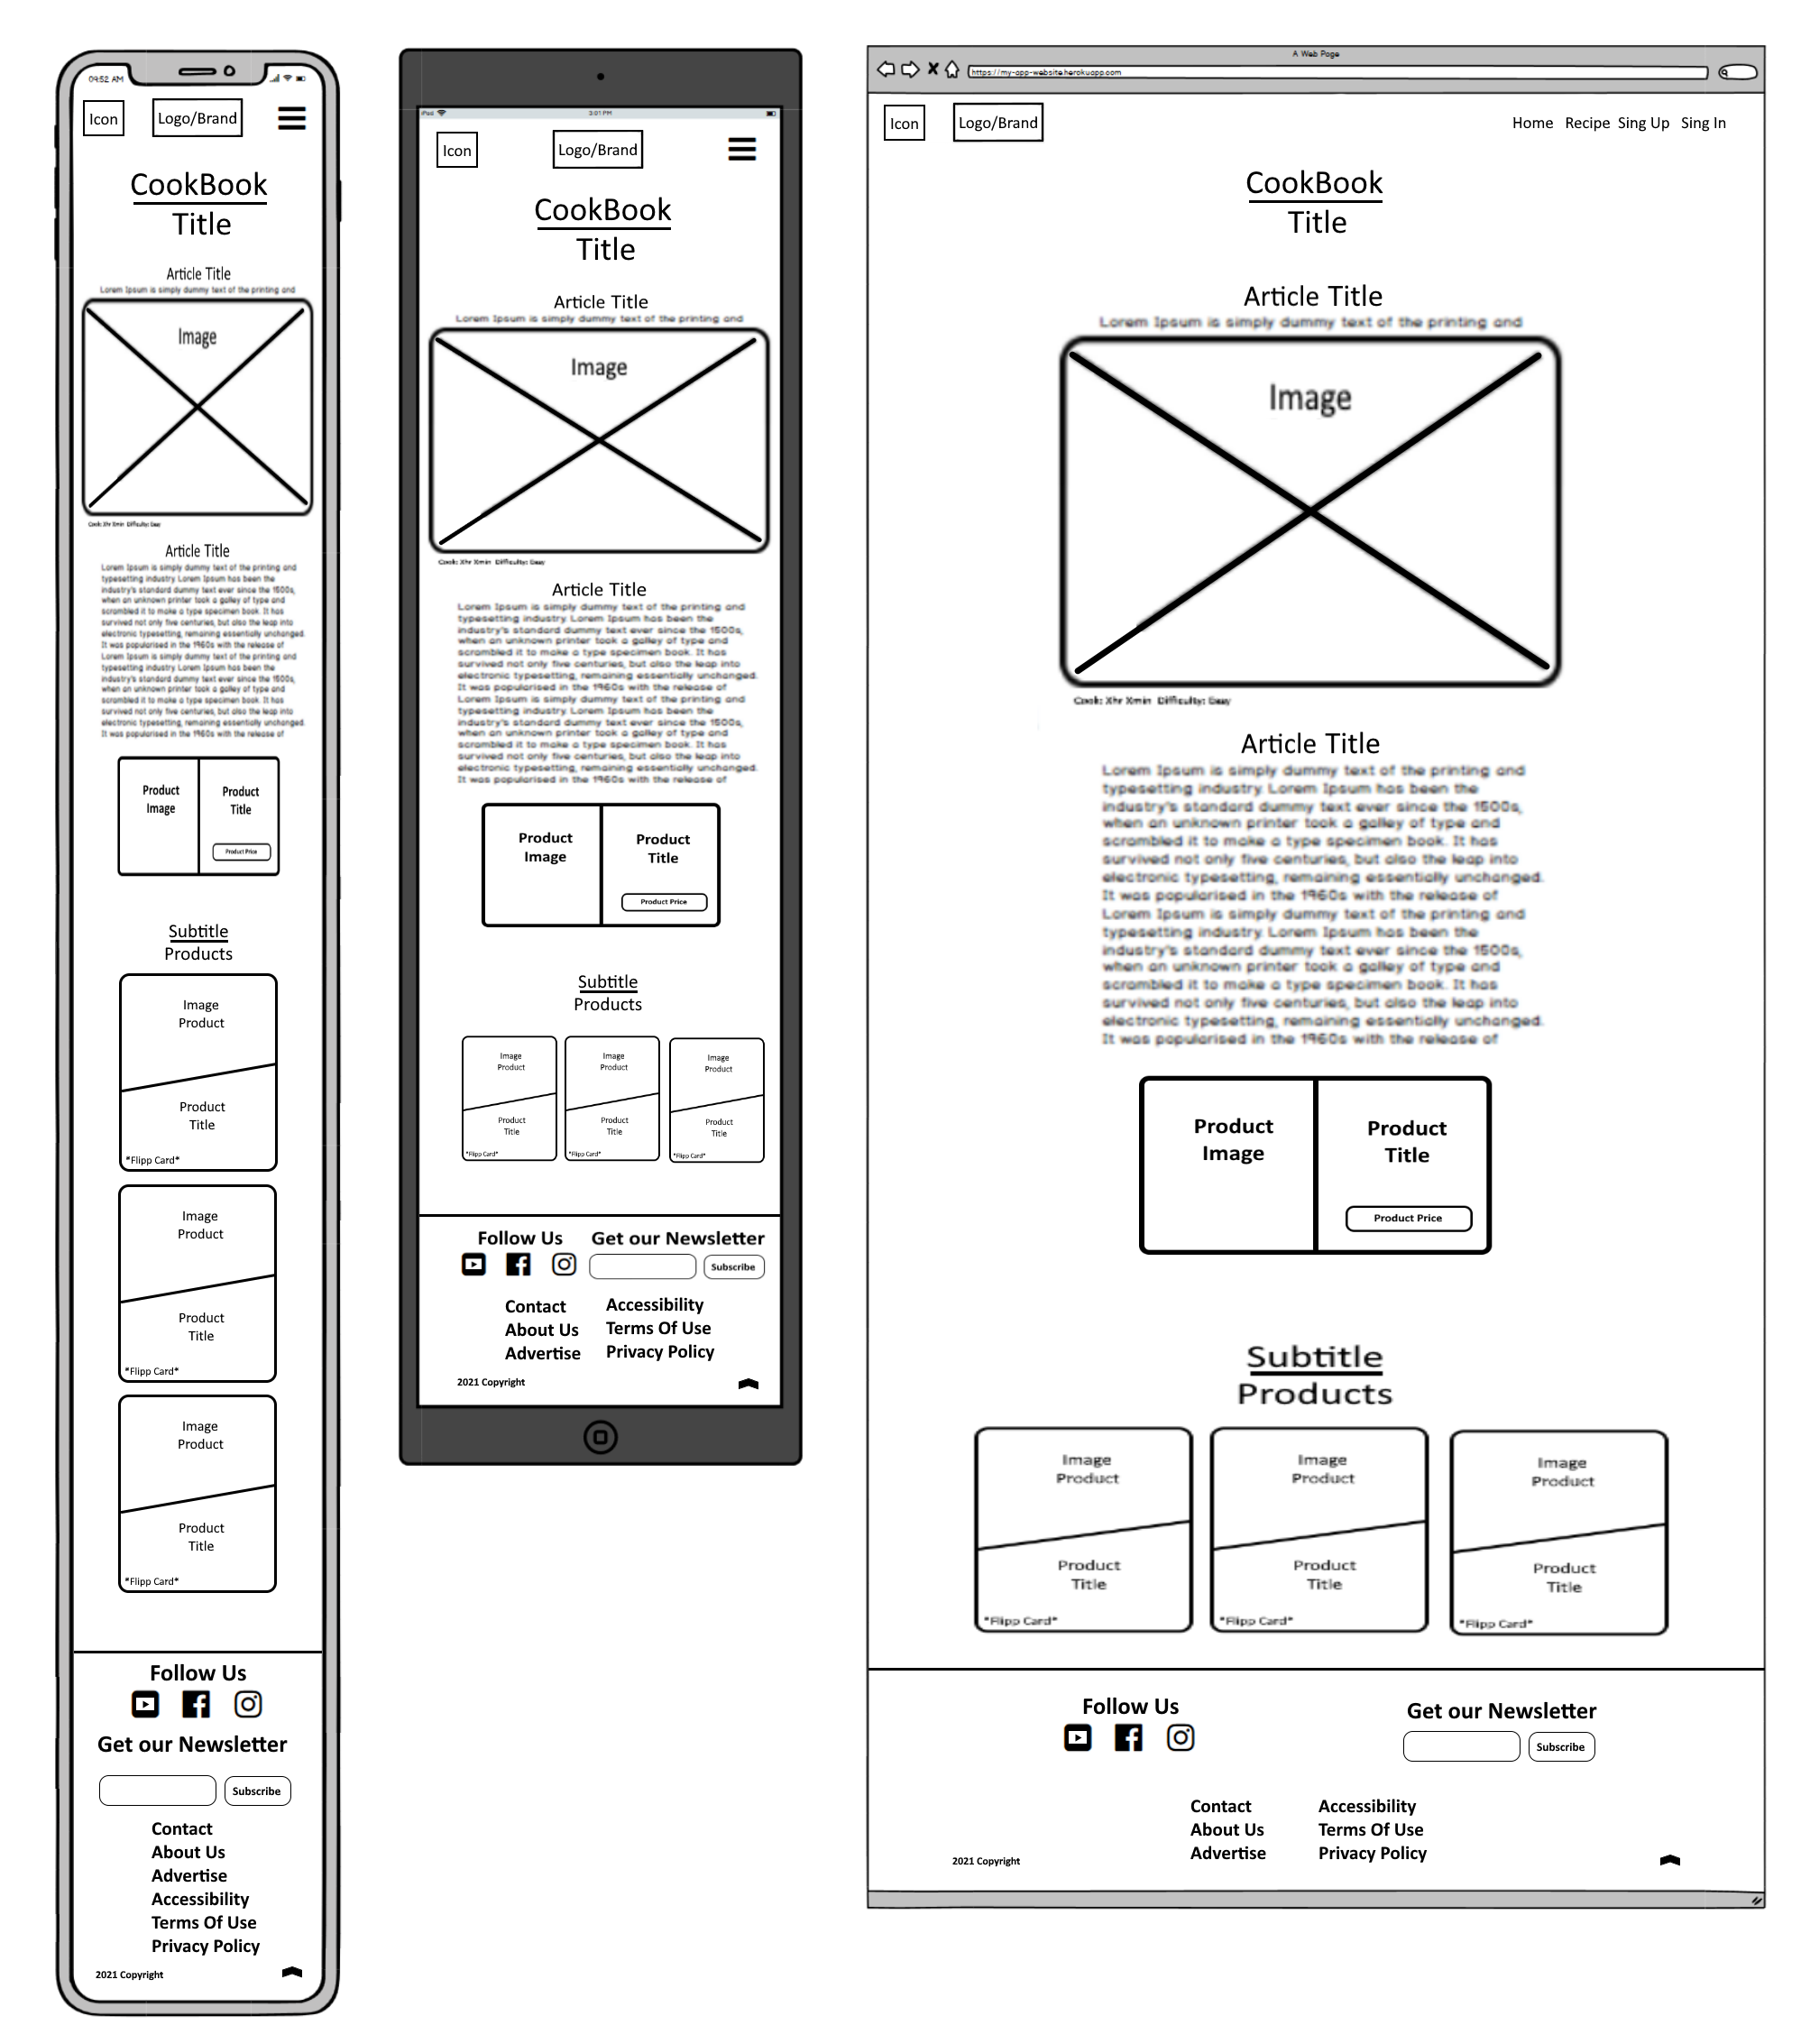 09:52 AM
Icon
Logo/Brand
CookBook
Title
Article Title
Lorem Ipsum is simply dummy text of the printing and
Image
Cook: Xhr Xmin Difficulty: Easy
Article Title
Lorem Ipsum is simply dummy text of the printing and
typesetting industry. Lorem Ipsum has been the
industry's standard dummy text ever since the 1500s,
when an unknown printer took a galley of type and
scrambled it to make a type specimen book. It has
survived not only five centuries, but also the leap into
electronic typesetting, remaining essentially unchanged.
It was popularised in the 1960s with the release of
Lorem Ipsum is simply dummy text of the printing and
typesetting industry. Lorem Ipsum has been the
industry's standard dummy text ever since the 1500s,
when an unknown printer took a galley of type and
scrambled it to make a type specimen book. It has
survived not only five centuries, but also the leap into
electronic typesetting, remaining essentially unchanged.
It was popularised in the 1960s with the release of
Product
Image
Product
Title
Product Price
Subtitle
Products
Image
Product
Product
Title
*Flipp Card*
Image
Product
Product
Title
*Flipp Card*
Image
Product
Product
Title
*Flipp Card*
Follow Us
Get our Newsletter
Subscribe
Contact
About Us
Advertise
Accessibility
Terms Of Use
Privacy Policy
2021 Copyright
iPad
3:01 PM
Icon
Logo/Brand
CookBook
Title
Article Title
Lorem Ipsum is simply dummy text of the printing and
Image
Cook: Xhr Xmin Difficulty: Easy
Article Title
Lorem Ipsum is simply dummy text of the printing and
typesetting industry. Lorem Ipsum has been the
industry's standard dummy text ever since the 1500s,
when an unknown printer took a galley of type and
scrambled it to make a type specimen book. It has
survived not only five centuries, but also the leap into
electronic typesetting, remaining essentially unchanged.
It was popularised in the 1960s with the release of
Lorem Ipsum is simply dummy text of the printing and
typesetting industry. Lorem Ipsum has been the
industry's standard dummy text ever since the 1500s,
when an unknown printer took a galley of type and
scrambled it to make a type specimen book. It has
survived not only five centuries, but also the leap into
electronic typesetting, remaining essentially unchanged.
It was popularised in the 1960s with the release of
Product
Image
Product
Title
Product Price
Subtitle
Products
Image
Product
Product
Title
*Flipp Card*
Image
Product
Product
Title
*Flipp Card*
Image
Product
Product
Title
*Flipp Card*
Follow Us
Get our Newsletter
Subscribe
Contact
About Us
Advertise
Accessibility
Terms Of Use
Privacy Policy
2021 Copyright
A Web Page
https://my-app-website.herokuapp.com
Icon
Logo/Brand
Home Recipe Sing Up Sing In
CookBook
Title
Article Title
Lorem Ipsum is simply dummy text of the printing and
Image
Cook: Xhr Xmin Difficulty: Easy
Article Title
Lorem Ipsum is simply dummy text of the printing and
typesetting industry. Lorem Ipsum has been the
industry's standard dummy text ever since the 1500s,
when an unknown printer took a galley of type and
scrambled it to make a type specimen book. It has
survived not only five centuries, but also the leap into
electronic typesetting, remaining essentially unchanged.
It was popularised in the 1960s with the release of
Lorem Ipsum is simply dummy text of the printing and
typesetting industry. Lorem Ipsum has been the
industry's standard dummy text ever since the 1500s,
when an unknown printer took a galley of type and
scrambled it to make a type specimen book. It has
survived not only five centuries, but also the leap into
electronic typesetting, remaining essentially unchanged.
It was popularised in the 1960s with the release of
Product
Image
Product
Title
Product Price
Subtitle
Products
Image
Product
Product
Title
*Flipp Card*
Image
Product
Product
Title
*Flipp Card*
Image
Product
Product
Title
*Flipp Card*
Follow Us
Get our Newsletter
Subscribe
Contact
About Us
Advertise
Accessibility
Terms Of Use
Privacy Policy
2021 Copyright